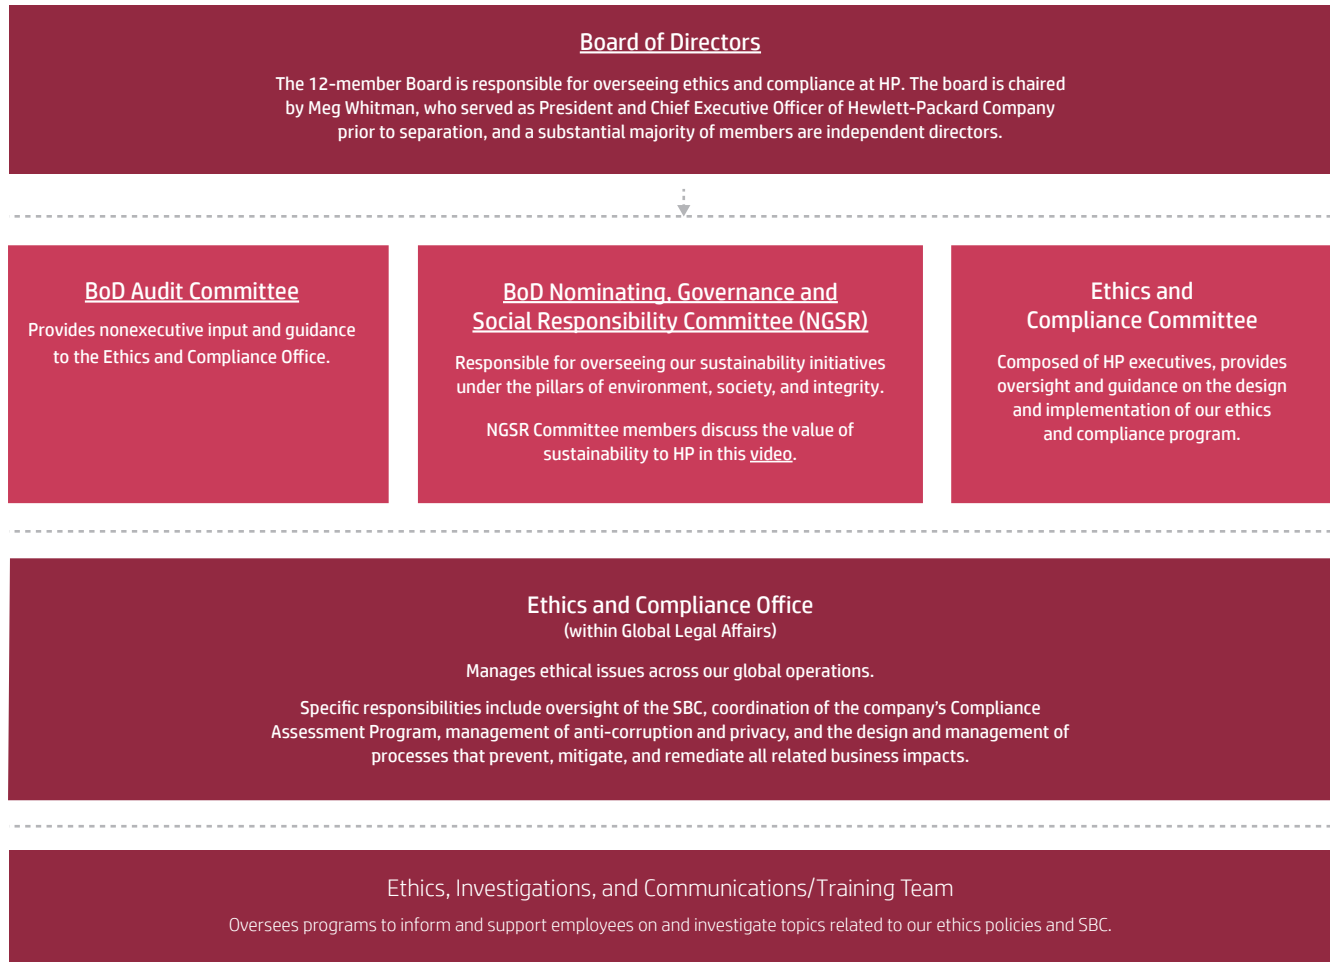 Board of Directors
The 12-member Board is responsible for overseeing ethics and compliance at HP. The board is chaired
by Meg Whitman, who served as President and Chief Executive Officer of Hewlett-Packard Company
prior to separation, and a substantial majority of members are independent directors.
BoD Audit Committee
Provides nonexecutive input and guidance
to the Ethics and Compliance Office.
BoD Nominating, Governance and
Social Responsibility Committee (NGSR)
Responsible for overseeing our sustainability initiatives
under the pillars of environment, society, and integrity.
NGSR Committee members discuss the value of
sustainability to HP in this video.
Ethics and
Compliance Committee
Composed of HP executives, provides
oversight and guidance on the design
and implementation of our ethics
and compliance program.
Ethics and Compliance Office
(within Global Legal Affairs)
Manages ethical issues across our global operations.
Specific responsibilities include oversight of the SBC, coordination of the company’s Compliance
Assessment Program, management of anti-corruption and privacy, and the design and management of
processes that prevent, mitigate, and remediate all related business impacts.
Ethics, Investigations, and Communications/Training Team
Oversees programs to inform and support employees on and investigate topics related to our ethics policies and SBC.